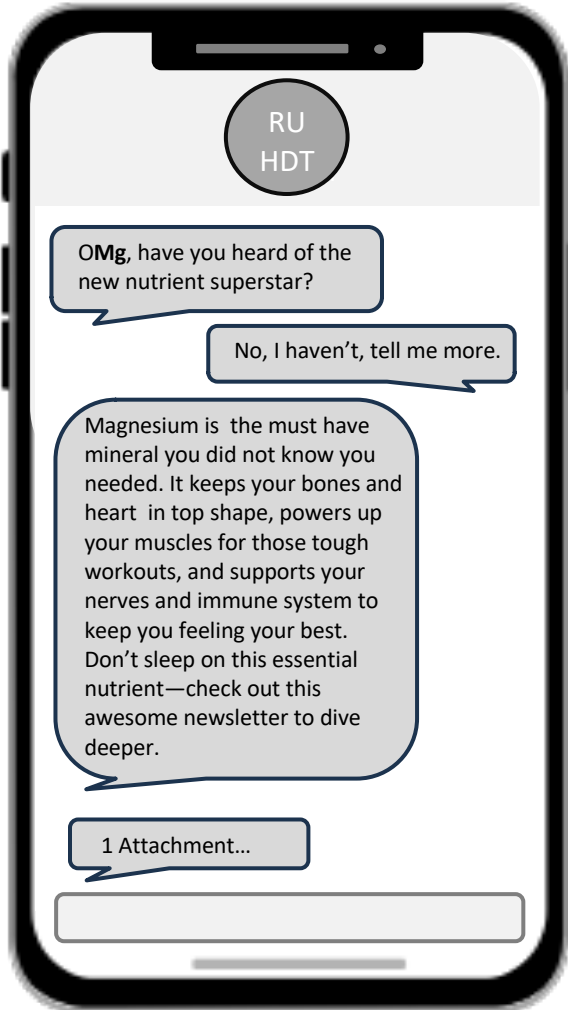 RU
HDT
OMg, have you heard of the
new nutrient superstar?
No, I haven’t, tell me more.
Magnesium is  the must have
mineral you did not know you
needed. It keeps your bones and
heart  in top shape, powers up
your muscles for those tough
workouts, and supports your
nerves and immune system to
keep you feeling your best.
Don’t sleep on this essential
nutrient—check out this
awesome newsletter to dive
deeper.
1 Attachment…